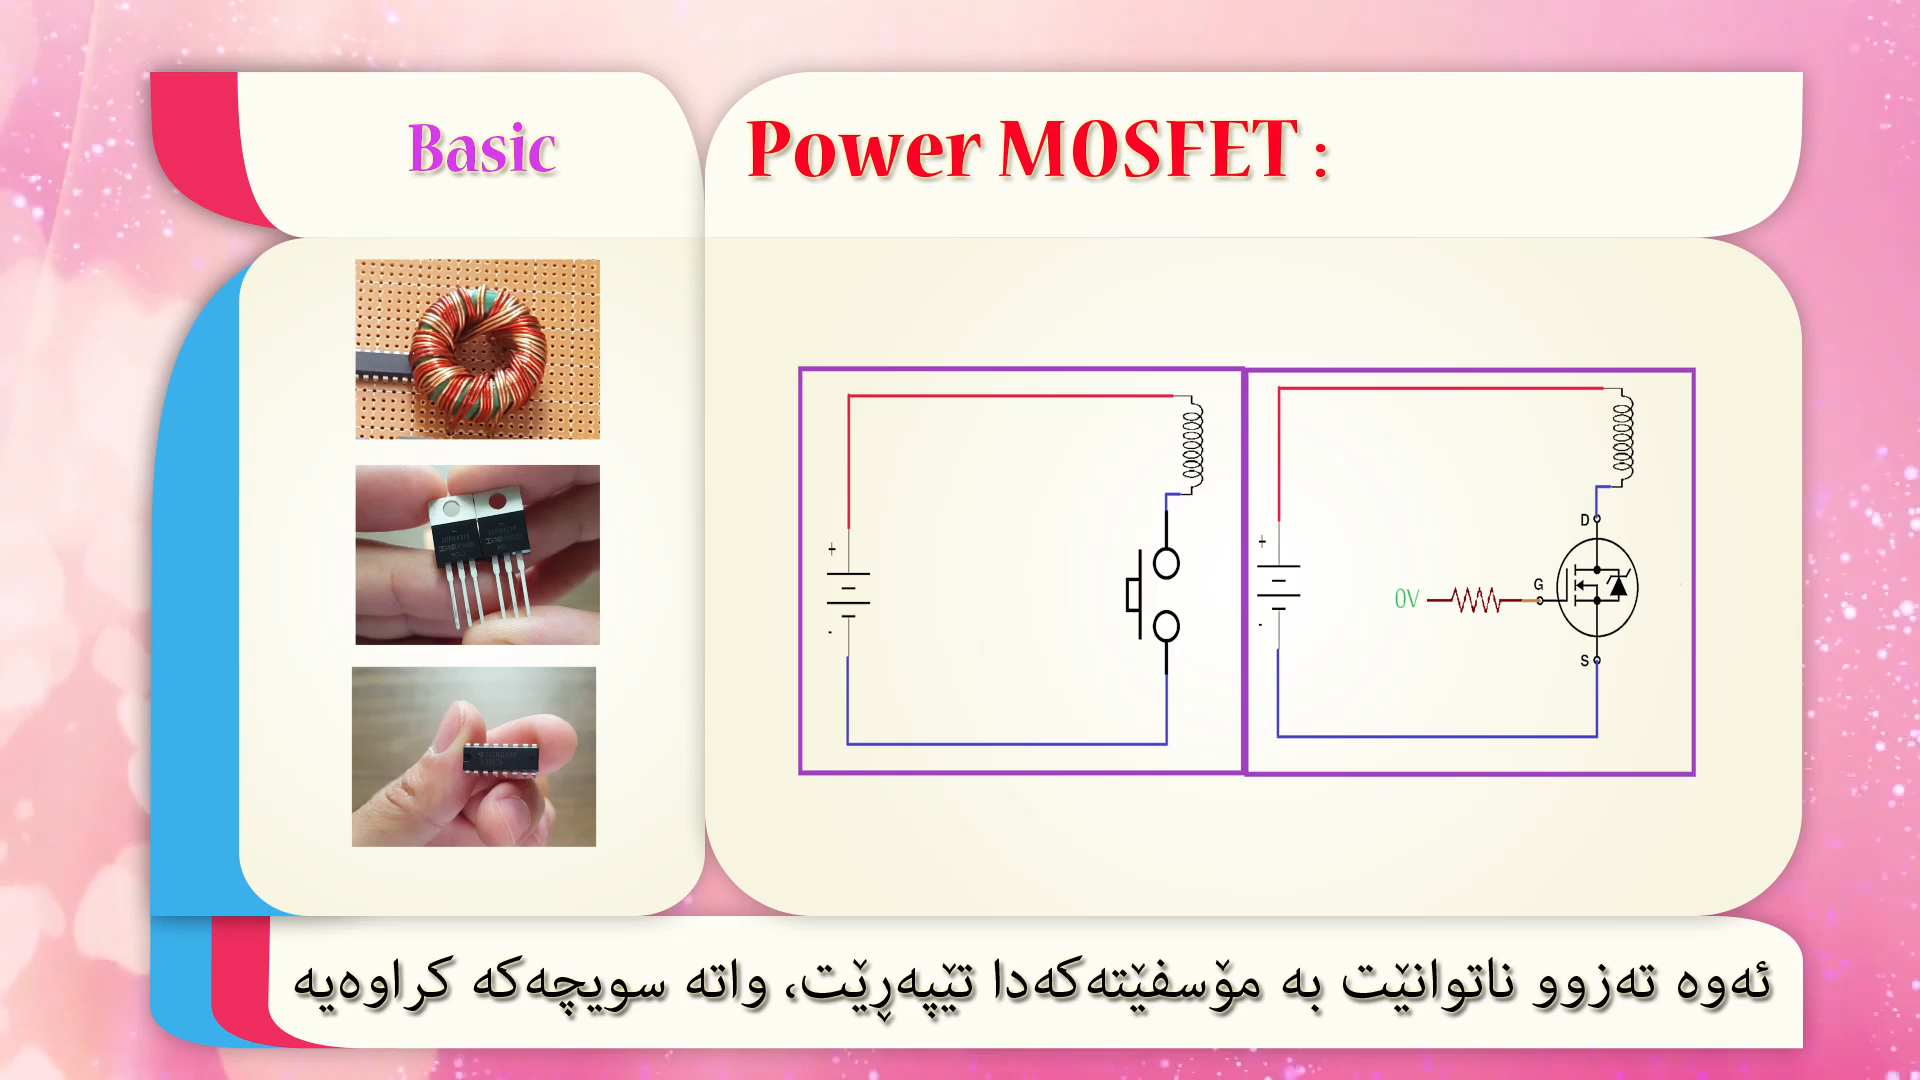 Basic
Power MOSFET :
+
-
+
-
D
G
S
0V
ئەوە تەزوو ناتوانێت بە مۆسفێتەکەدا تێپەڕێت، واتە سویچەکە کراوەیە